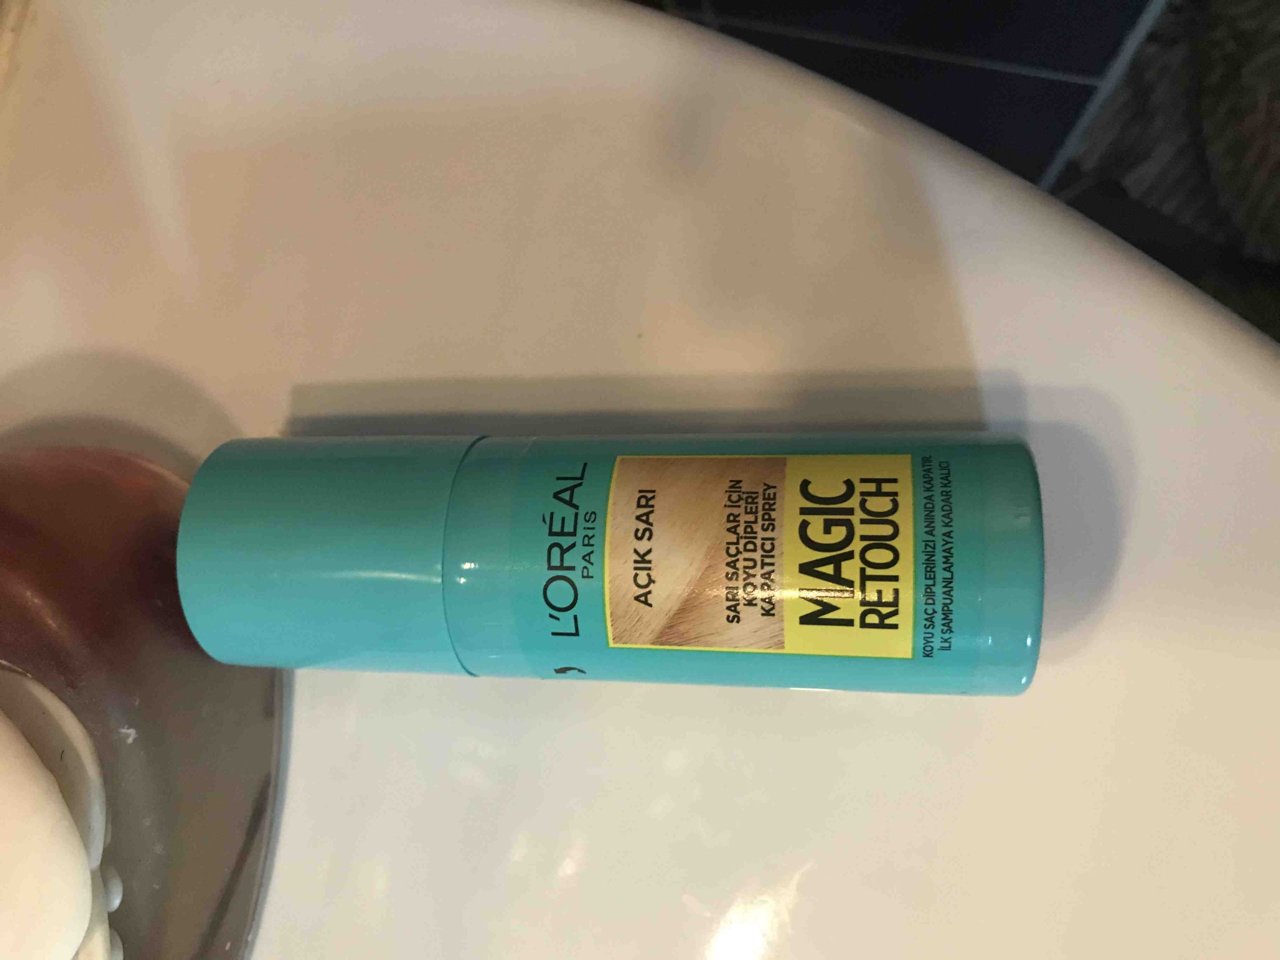 L'ORÉAL
PARIS
AÇIK SARI
SARI SAÇLAR İÇİN
KOYU DİPLERİ
KAPATICI SPREY
MAGIC
RETOUCH
KOYU SAÇ DİPLERİNİZİ ANINDA KAPATIR.
İLK ŞAMPUANLAMAYA KADAR KALICI